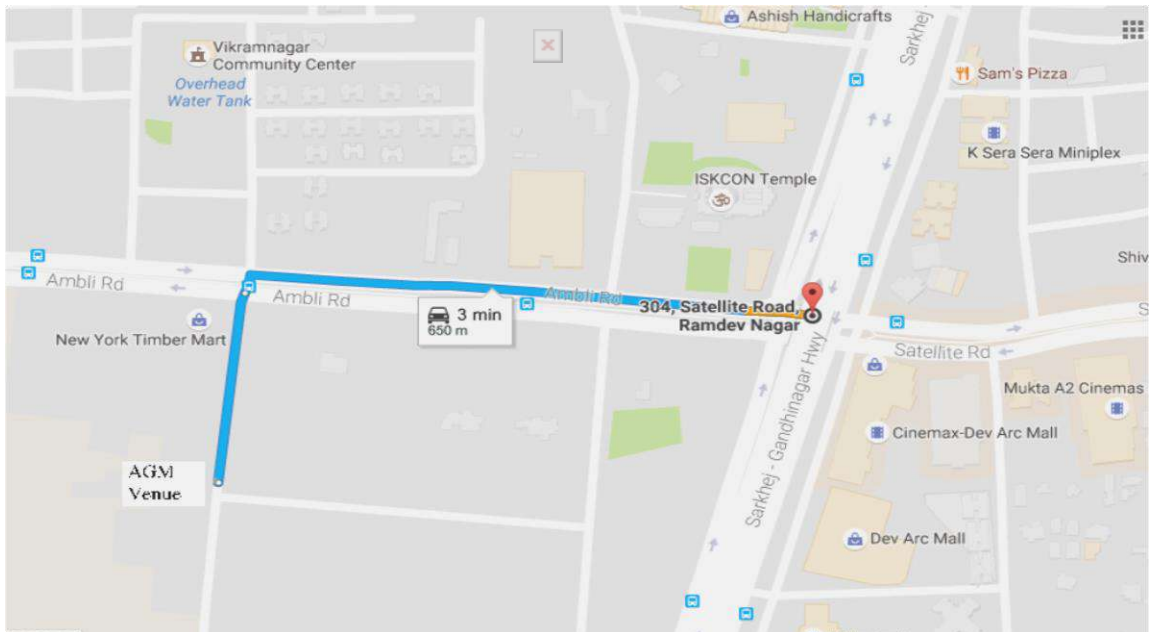 Ashish Handicrafts
Sarkhej -
Vikramnagar
Community Center
Overhead
Water Tank
Sam's Pizza
K Sera Sera Miniplex
ISKCON Temple
Shiv
Ambli Rd
Ambli Rd
Ambli Rd
3 min
650 m
304, Satellite Road,
Ramdev Nagar
S
New York Timber Mart
Satellite Rd
Sarkhej - Gandhinagar Hwy
Mukta A2 Cinemas
Cinemax-Dev Arc Mall
AGM
Venue
Dev Arc Mall